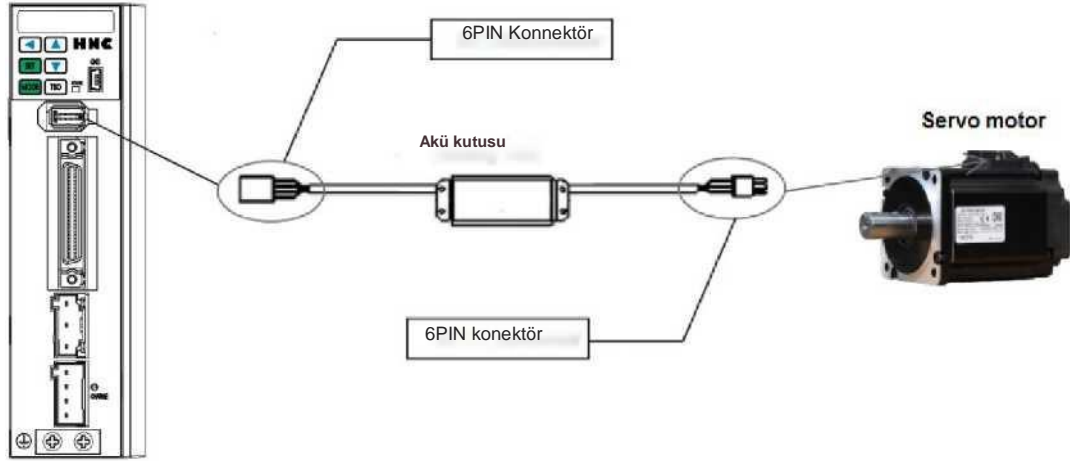 6PIN Konnektör
HNC
SET
MODE
Akü kutusu
Servo motor
6PIN konektör